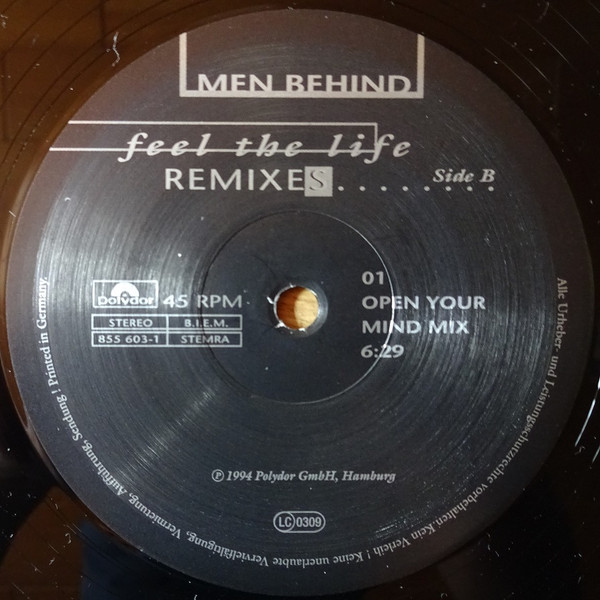 MEN BEHIND
feel the life
REMIXES........
Side B
polydor 45 RPM
STEREO B.I.E.M.
855 603-1 STEMRA
01
OPEN YOUR
MIND MIX
6:29
℗ 1994 Polydor GmbH, Hamburg
LC 0309
Alle Urheber- und Leistungsschutzrechte vorbehalten. Kein Verleih! Keine unerlaubte Vervielfältigung, Vermietung, Aufführung, Sendung! Printed in Germany.